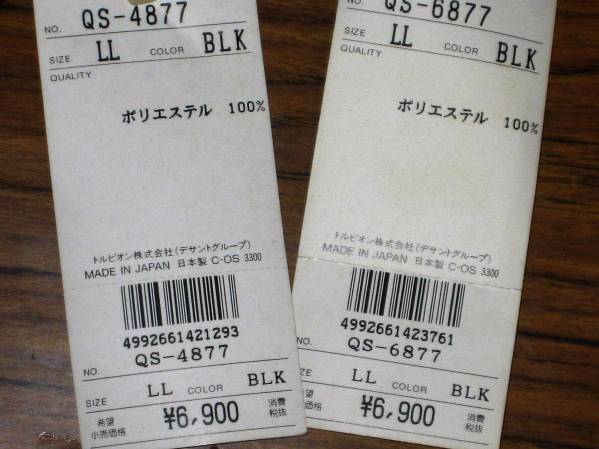 NO. QS-4877
SIZE LL COLOR BLK
QUALITY
ポリエステル 100%
トルビオン株式会社(デサントグループ)
MADE IN JAPAN 日本製 C-OS 3300
4992661421293
NO. QS-4877
SIZE LL COLOR BLK
希望
小売価格 ¥6,900 消費
税抜
NO. QS-6877
SIZE LL COLOR BLK
QUALITY
ポリエステル 100%
トルビオン株式会社(デサントグループ)
MADE IN JAPAN 日本製 C-OS 3300
4992661423761
NO. QS-6877
SIZE LL COLOR BLK
希望
小売価格 ¥6,900 消費
税抜